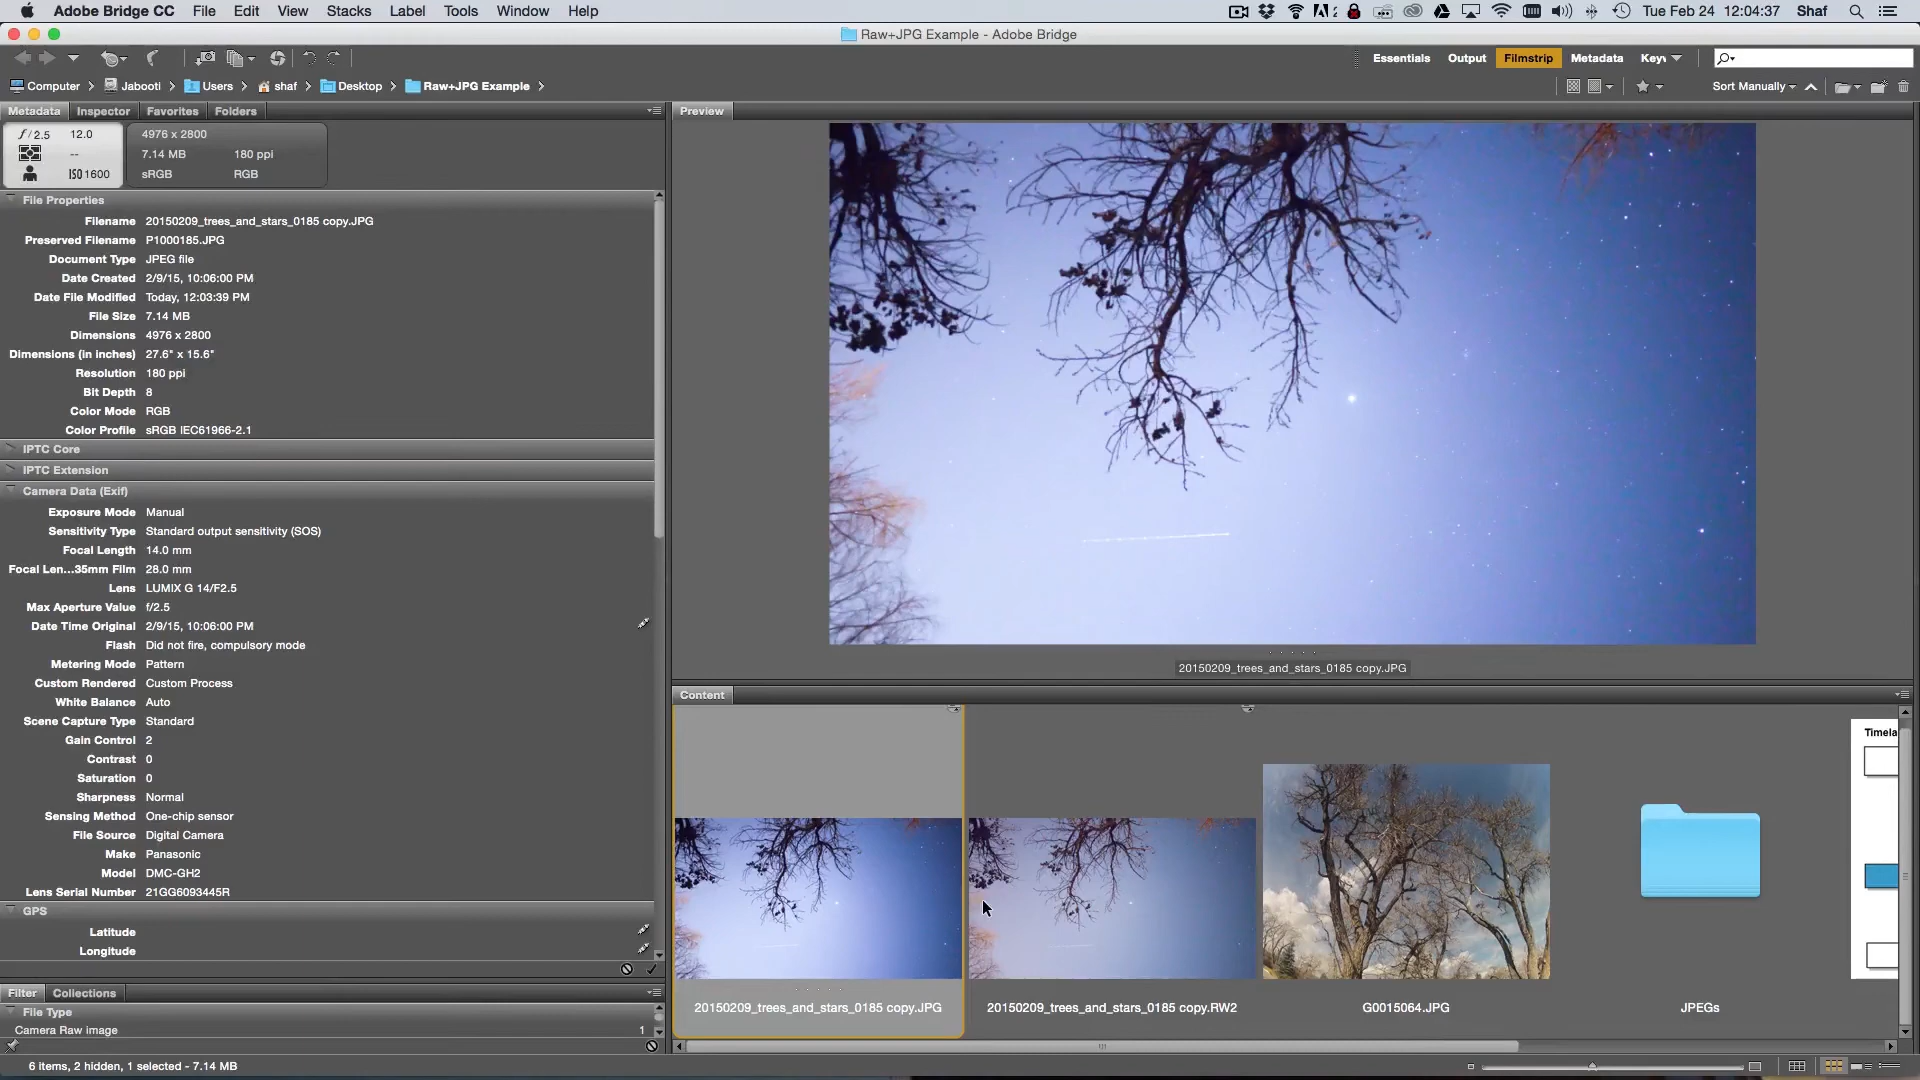 Adobe Bridge CC File Edit View Stacks Label Tools Window Help Tue Feb 24 12:04:37 Shaf
Raw+JPG Example - Adobe Bridge
Essentials Output Filmstrip Metadata Keyw
Computer Jabooti Users shaf Desktop Raw+JPG Example Sort Manually
Metadata Inspector Favorites Folders
f/2.5 12.0
--
ISO 1600
4976 x 2800
7.14 MB 180 ppi
sRGB RGB
File Properties
Filename 20150209_trees_and_stars_0185 copy.JPG
Preserved Filename P1000185.JPG
Document Type JPEG file
Date Created 2/9/15, 10:06:00 PM
Date File Modified Today, 12:03:39 PM
File Size 7.14 MB
Dimensions 4976 x 2800
Dimensions (in inches) 27.6" x 15.6"
Resolution 180 ppi
Bit Depth 8
Color Mode RGB
Color Profile sRGB IEC61966-2.1
IPTC Core
IPTC Extension
Camera Data (Exif)
Exposure Mode Manual
Sensitivity Type Standard output sensitivity (SOS)
Focal Length 14.0 mm
Focal Len...35mm Film 28.0 mm
Lens LUMIX G 14/F2.5
Max Aperture Value f/2.5
Date Time Original 2/9/15, 10:06:00 PM
Flash Did not fire, compulsory mode
Metering Mode Pattern
Custom Rendered Custom Process
White Balance Auto
Scene Capture Type Standard
Gain Control 2
Contrast 0
Saturation 0
Sharpness Normal
Sensing Method One-chip sensor
File Source Digital Camera
Make Panasonic
Model DMC-GH2
Lens Serial Number 21GG6093445R
GPS
Latitude
Longitude
Filter Collections
File Type
Camera Raw image 1
6 items, 2 hidden, 1 selected - 7.14 MB
Preview
20150209_trees_and_stars_0185 copy.JPG
Content
Timela
20150209_trees_and_stars_0185 copy.JPG
20150209_trees_and_stars_0185 copy.RW2
G0015064.JPG
JPEGs